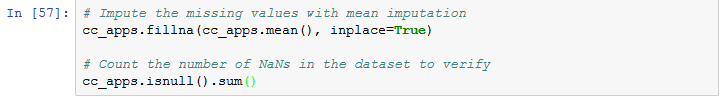 In [57]: # Impute the missing values with mean imputation
cc_apps.fillna(cc_apps.mean(), inplace=True)
# Count the number of NaNs in the dataset to verify
cc_apps.isnull().sum()